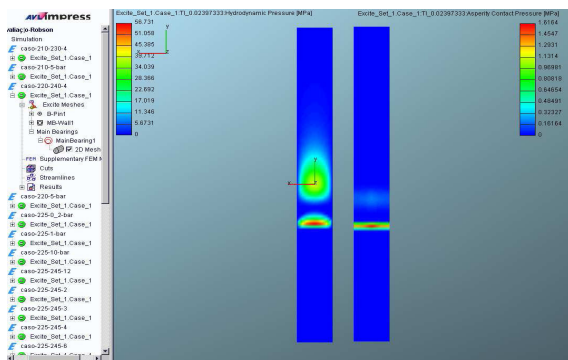 AVL Impress
Simulation
caso-210-230-4
Excite_Set_1.Case_1
caso-210-5-bar
Excite_Set_1.Case_1
caso-220-240-4
Excite_Set_1.Case_1
Excite Meshes
B-Pin1
MB-Wall1
Main Bearings
MainBearing1
2D Mesh
FEM Supplementary FEM
Cuts
Streamlines
Results
caso-220-5-bar
Excite_Set_1.Case_1
caso-225-0_2-bar
Excite_Set_1.Case_1
caso-225-1-bar
Excite_Set_1.Case_1
caso-225-10-bar
Excite_Set_1.Case_1
caso-225-245-12
Excite_Set_1.Case_1
caso-225-245-2
Excite_Set_1.Case_1
caso-225-245-3
Excite_Set_1.Case_1
caso-225-245-4
Excite_Set_1.Case_1
caso-225-245-6
Excite_Set_1.Case_1:TI_0.02397333:Hydrodynamic Pressure [MPa]
56.731
51.058
45.385
39.712
34.039
28.366
22.692
17.019
11.346
5.6731
0
y
z
y
x
z
Excite_Set_1.Case_1:TI_0.02397333:Asperity Contact Pressure [MPa]
1.6164
1.4547
1.2931
1.1314
0.96981
0.80818
0.64654
0.48491
0.32327
0.16164
0